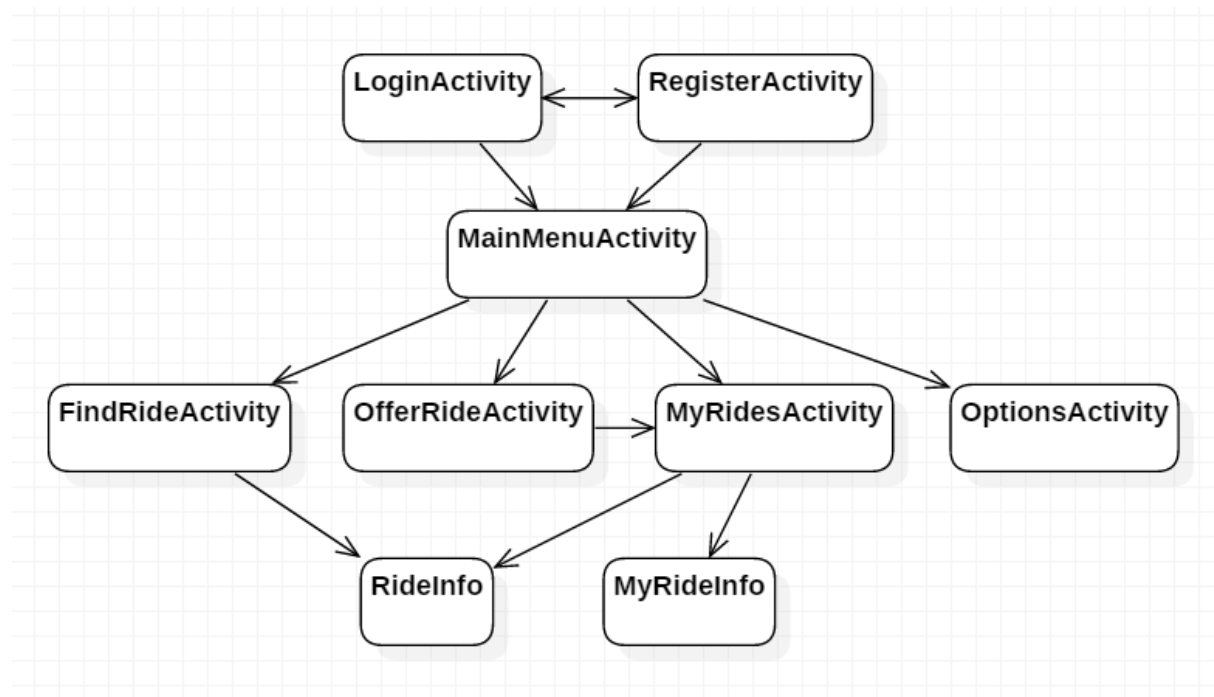 LoginActivity
RegisterActivity
MainMenuActivity
FindRideActivity
OfferRideActivity
MyRidesActivity
OptionsActivity
RideInfo
MyRideInfo